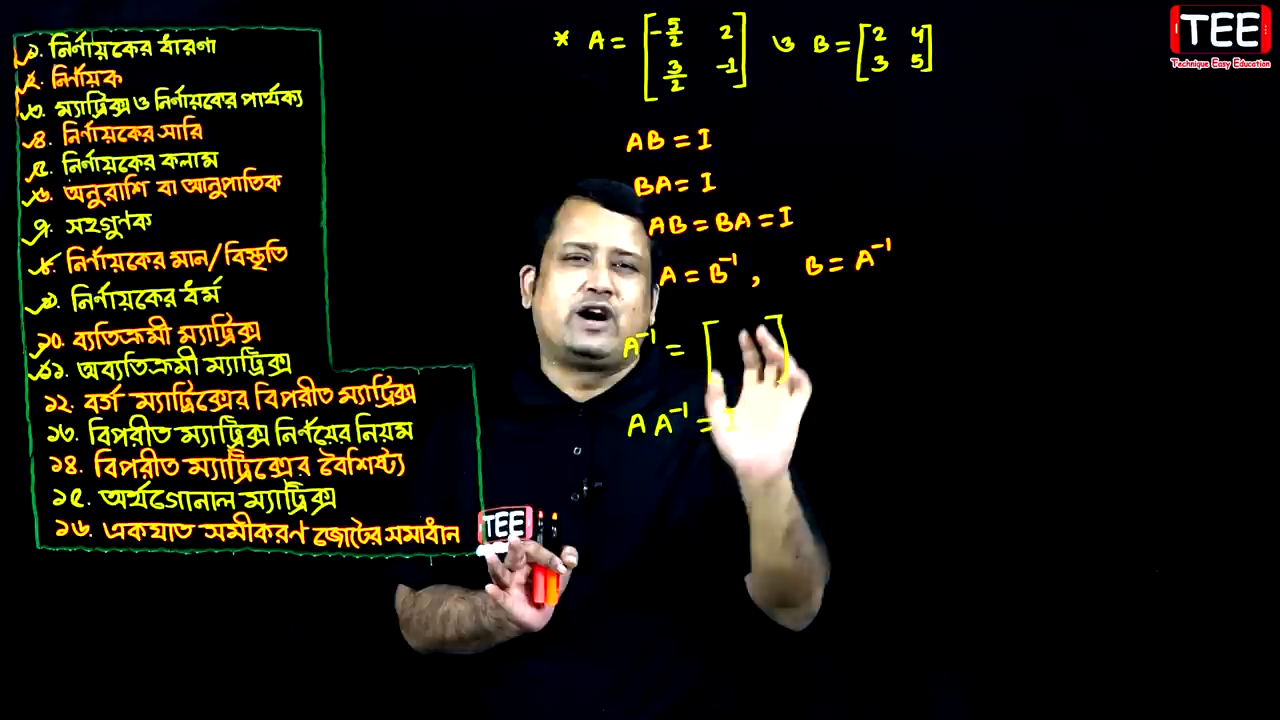 ১. নির্ণায়কের ধারণা
২. নির্ণায়ক
৩. ম্যাট্রিক্স ও নির্ণায়কের পার্থক্য
৪. নির্ণায়কের সারি
৫. নির্ণায়কের কলাম
৬. অনুরাশি বা আনুপাতিক
৭. সহগুণক
৮. নির্ণায়কের মান/বিস্তৃতি
৯. নির্ণায়কের ধর্ম
১০. ব্যতিক্রমী ম্যাট্রিক্স
১১. অব্যতিক্রমী ম্যাট্রিক্স
১২. বর্গ ম্যাট্রিক্সের বিপরীত ম্যাট্রিক্স
১৩. বিপরীত ম্যাট্রিক্স নির্ণয়ের নিয়ম
১৪. বিপরীত ম্যাট্রিক্সের বৈশিষ্ট্য
১৫. অর্থগোনাল ম্যাট্রিক্স
১৬. একঘাত সমীকরণ জোটের সমাধান
* A = [-5/2 2
3/2 -1] ও B = [2 4
3 5]
AB = I
BA = I
AB = BA = I
A = B⁻¹, B = A⁻¹
A⁻¹ = [ ]
A A⁻¹ = I
TEE
TEE
Technique Easy Education